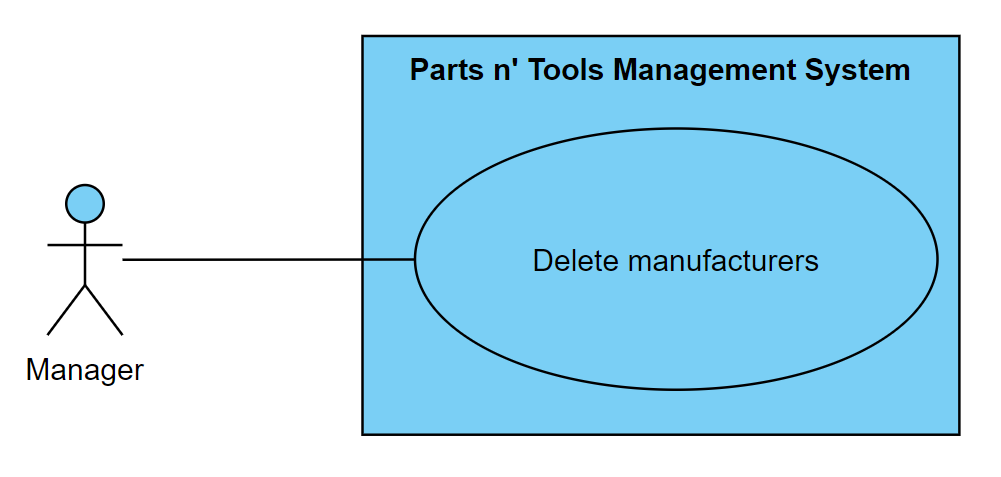 Parts n' Tools Management System
Delete manufacturers
Manager